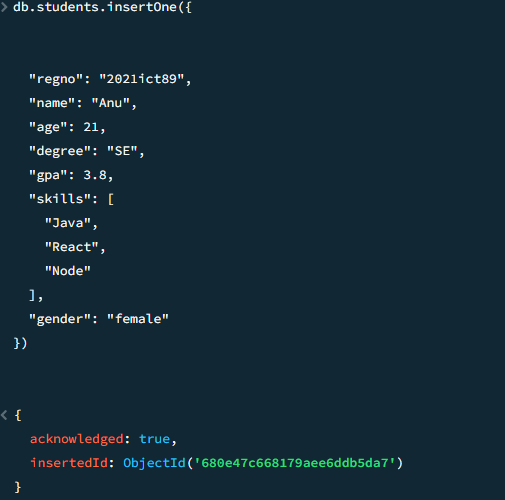 db.students.insertOne({
"regno": "2021ict89",
"name": "Anu",
"age": 21,
"degree": "SE",
"gpa": 3.8,
"skills": [
"Java",
"React",
"Node"
],
"gender": "female"
})
{
acknowledged: true,
insertedId: ObjectId('680e47c668179aee6ddb5da7')
}